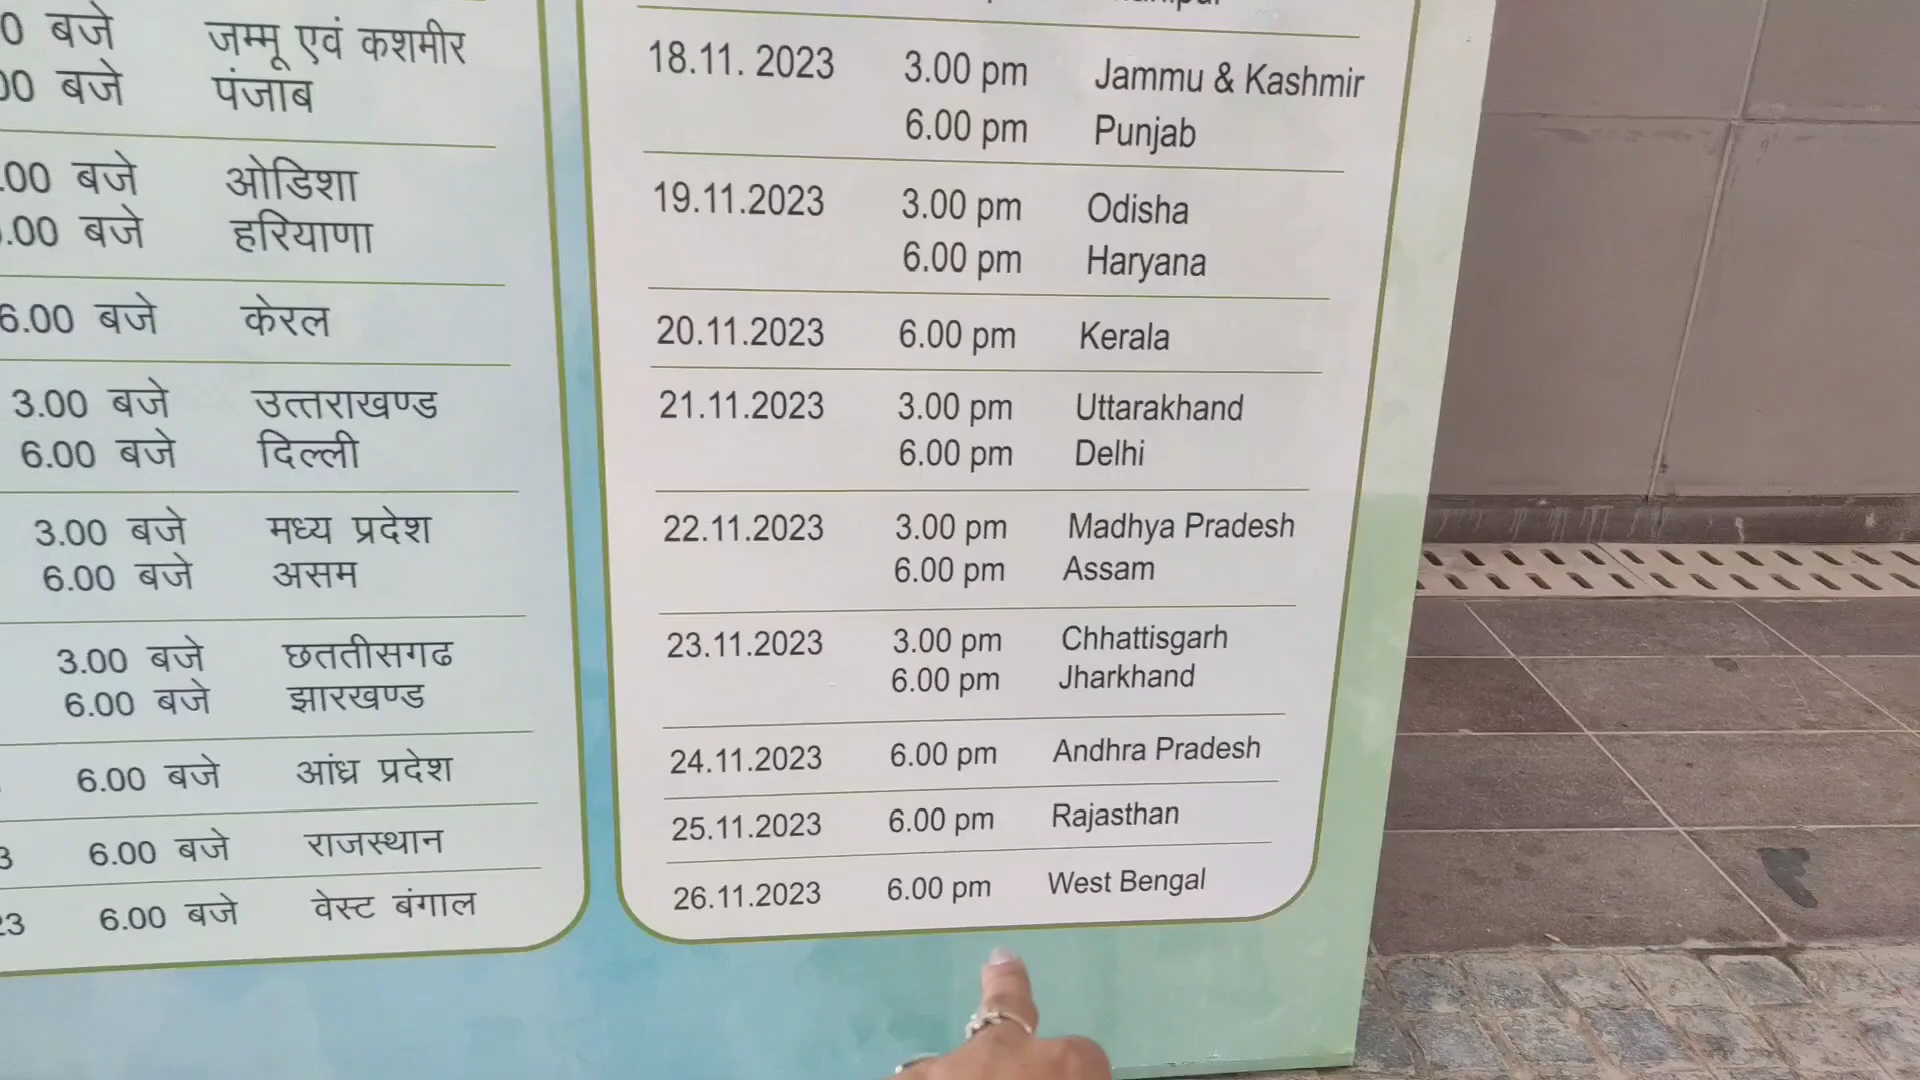 0 बजे जम्मू एवं कशमीर
00 बजे पंजाब
.00 बजे ओडिशा
.00 बजे हरियाणा
6.00 बजे केरल
3.00 बजे उत्तराखण्ड
6.00 बजे दिल्ली
3.00 बजे मध्य प्रदेश
6.00 बजे असम
3.00 बजे छततीसगढ
6.00 बजे झारखण्ड
6.00 बजे आंध्र प्रदेश
3 6.00 बजे राजस्थान
23 6.00 बजे वेस्ट बंगाल
18.11. 2023 3.00 pm Jammu & Kashmir
6.00 pm Punjab
19.11.2023 3.00 pm Odisha
6.00 pm Haryana
20.11.2023 6.00 pm Kerala
21.11.2023 3.00 pm Uttarakhand
6.00 pm Delhi
22.11.2023 3.00 pm Madhya Pradesh
6.00 pm Assam
23.11.2023 3.00 pm Chhattisgarh
6.00 pm Jharkhand
24.11.2023 6.00 pm Andhra Pradesh
25.11.2023 6.00 pm Rajasthan
26.11.2023 6.00 pm West Bengal